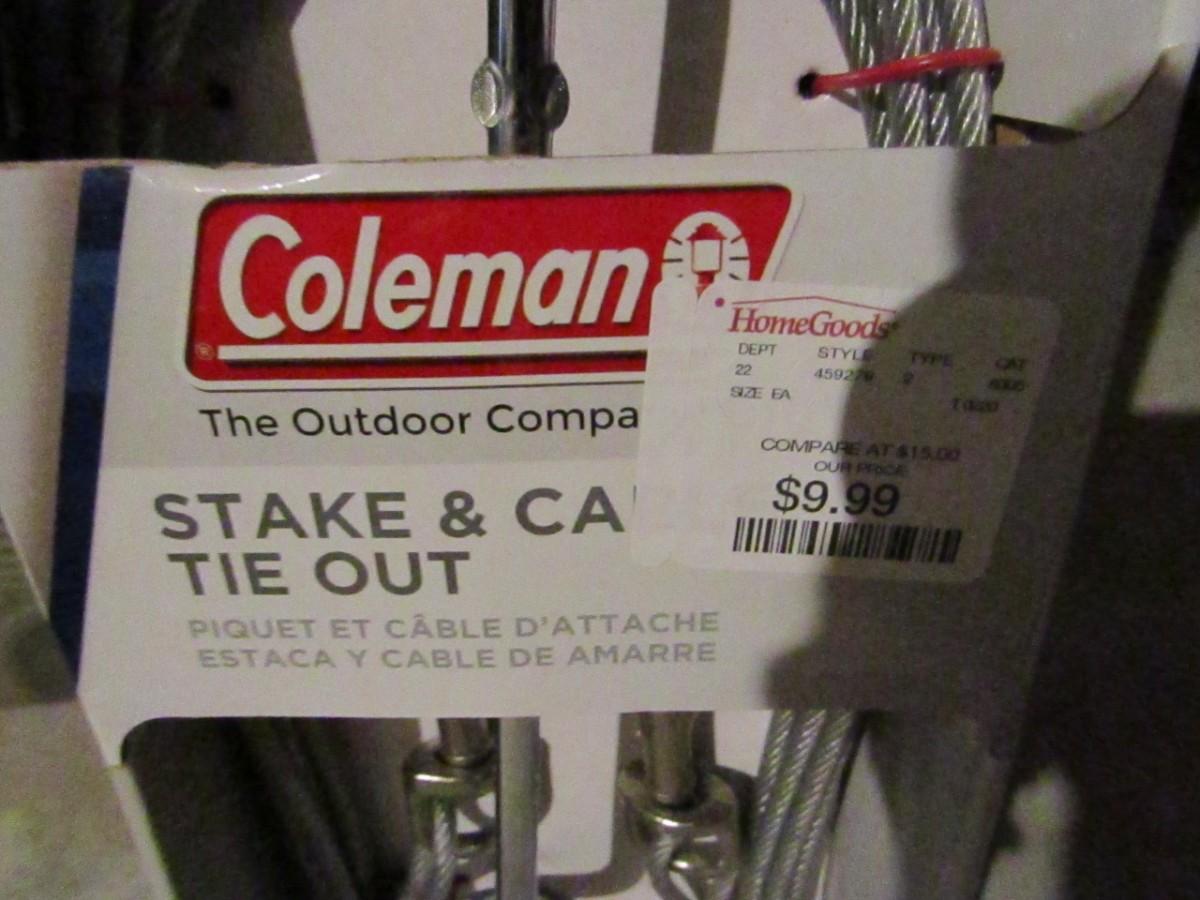 Coleman
®
The Outdoor Compa
STAKE & CA
TIE OUT
PIQUET ET CÂBLE D'ATTACHE
ESTACA Y CABLE DE AMARRE
HomeGoods
DEPT STYLE TYPE CAT
22
SIZE EA
COMPARE AT $15.00
OUR PRICE
$9.99